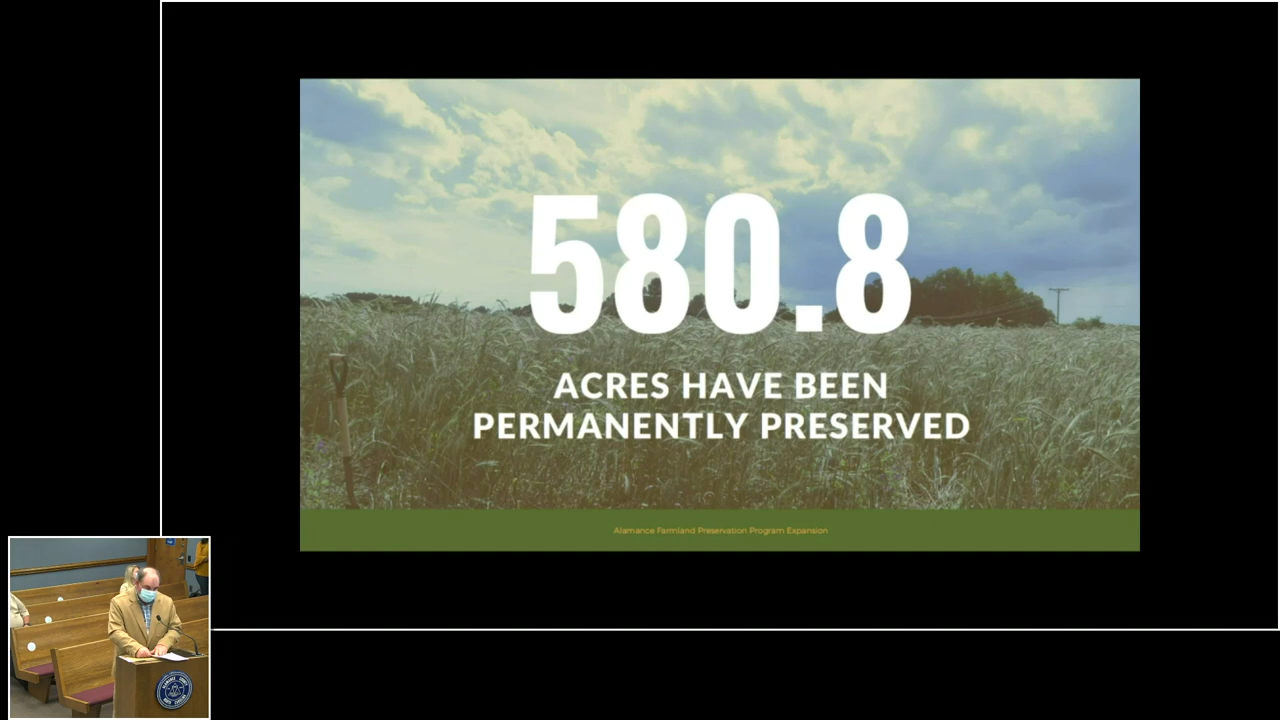 580.8
ACRES HAVE BEEN
PERMANENTLY PRESERVED
Alamance Farmland Preservation Program Expansion